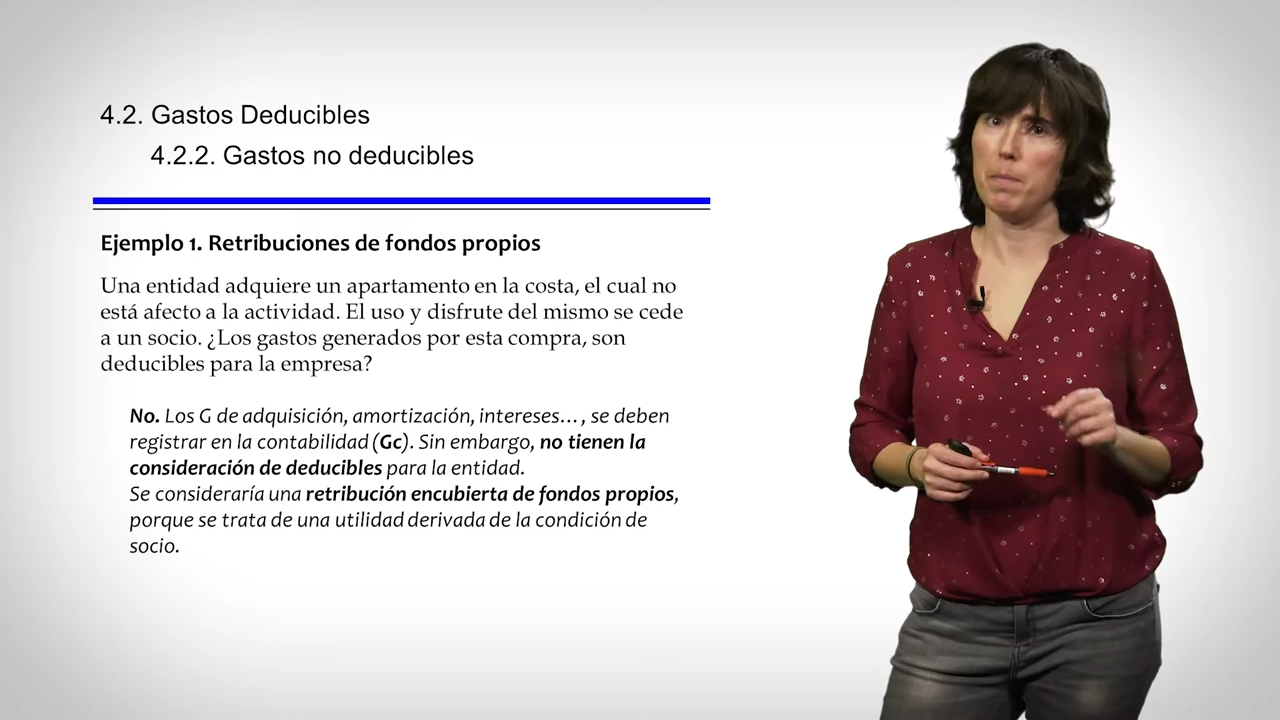 4.2. Gastos Deducibles
4.2.2. Gastos no deducibles
Ejemplo 1. Retribuciones de fondos propios
Una entidad adquiere un apartamento en la costa, el cual no
está afecto a la actividad. El uso y disfrute del mismo se cede
a un socio. ¿Los gastos generados por esta compra, son
deducibles para la empresa?
No. Los G de adquisición, amortización, intereses…, se deben
registrar en la contabilidad (Gc). Sin embargo, no tienen la
consideración de deducibles para la entidad.
Se consideraría una retribución encubierta de fondos propios,
porque se trata de una utilidad derivada de la condición de
socio.